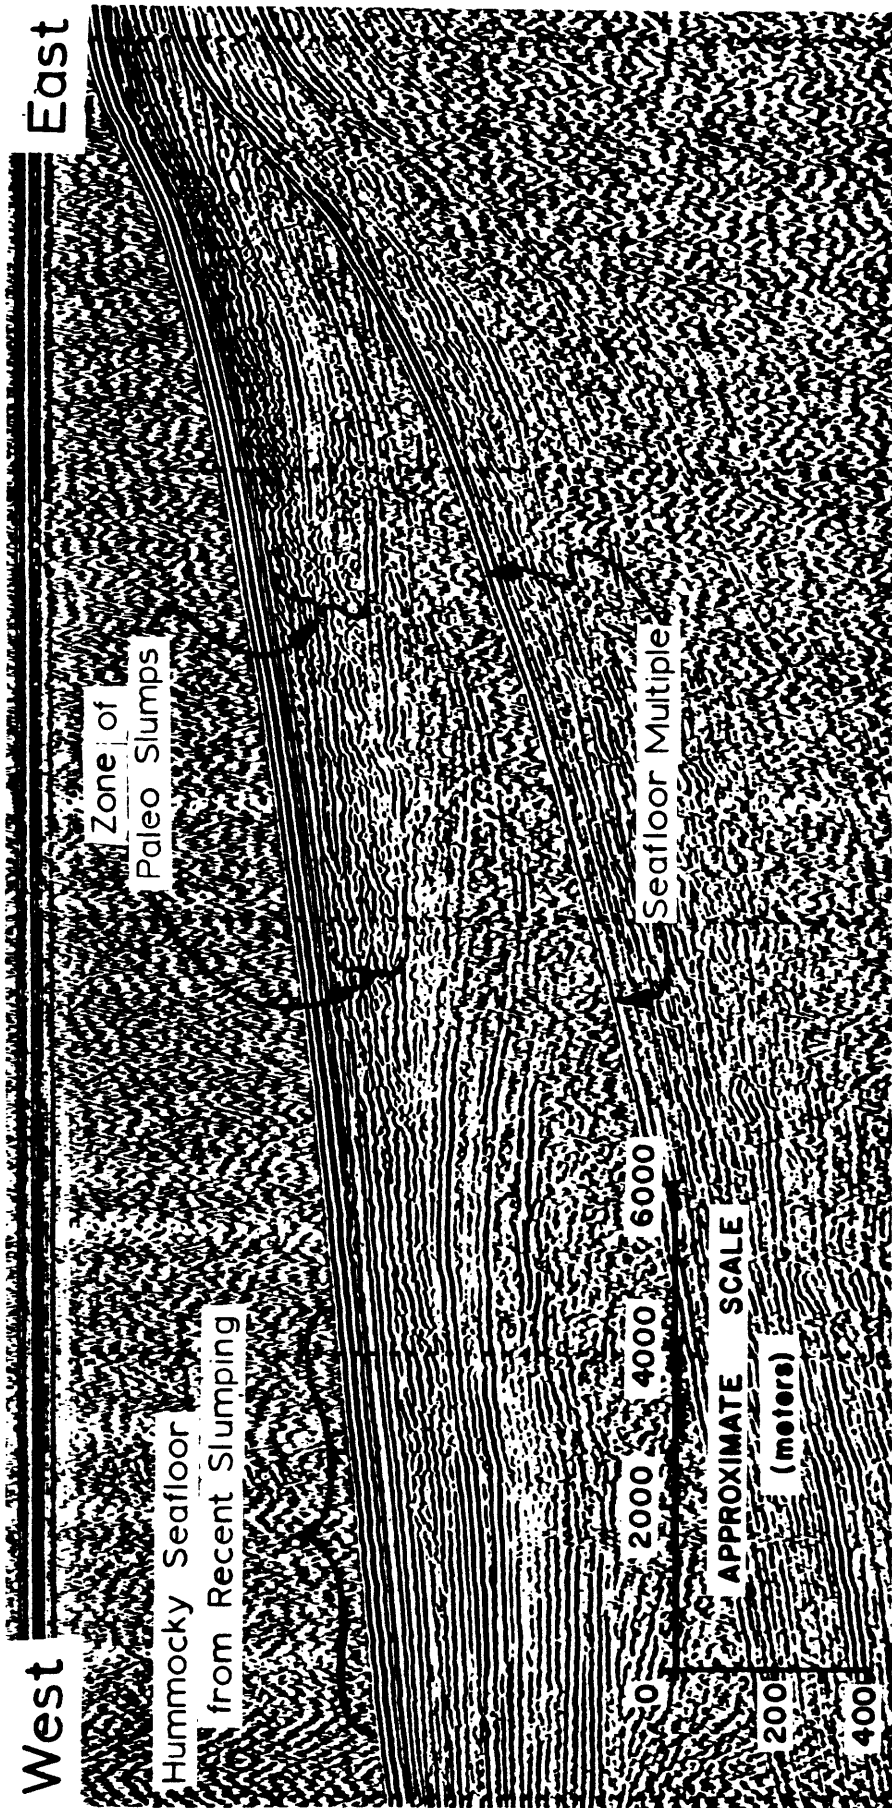 West
East
Hummocky Seafloor
from Recent Slumping
Zone of
Paleo Slumps
Seafloor Multiple
0
2000
4000
6000
200
400
APPROXIMATE SCALE
(meters)